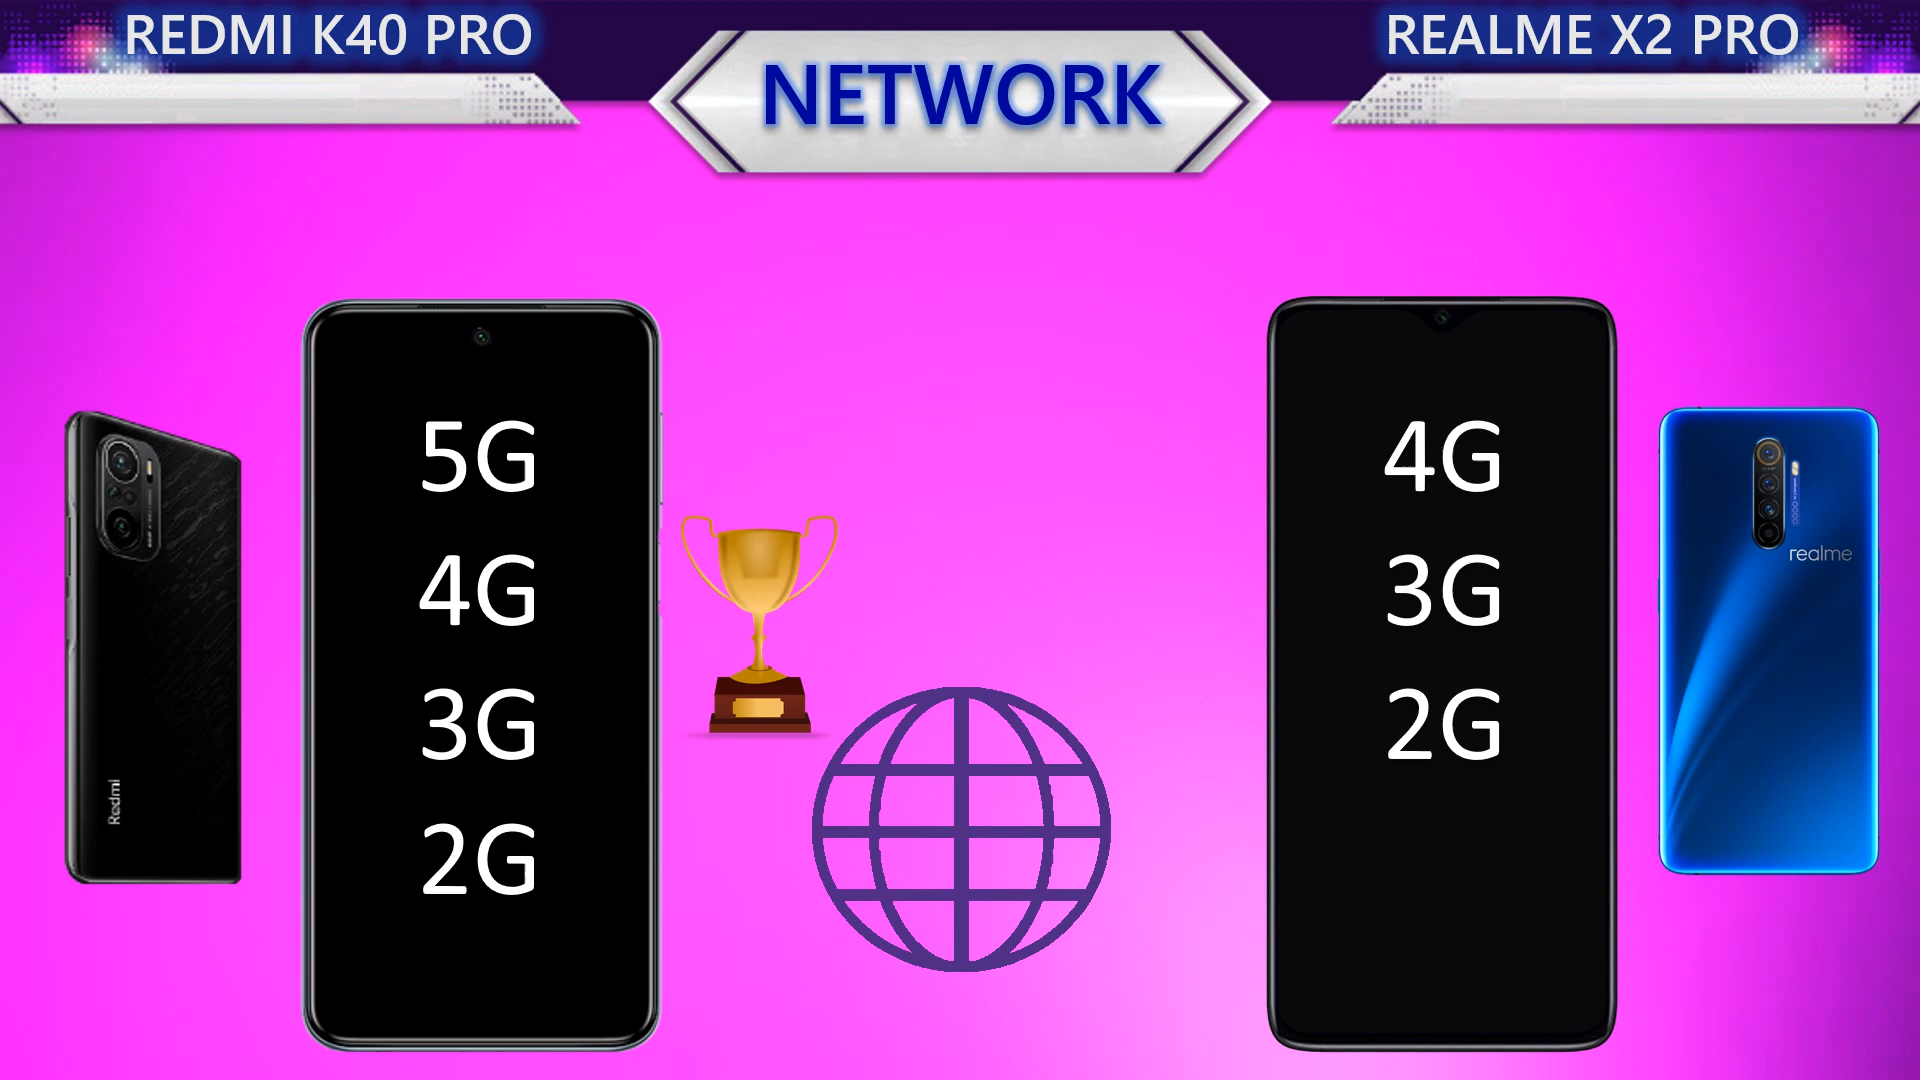 REDMI K40 PRO
NETWORK
REALME X2 PRO
5G
4G
3G
2G
4G
3G
2G
Redmi
realme